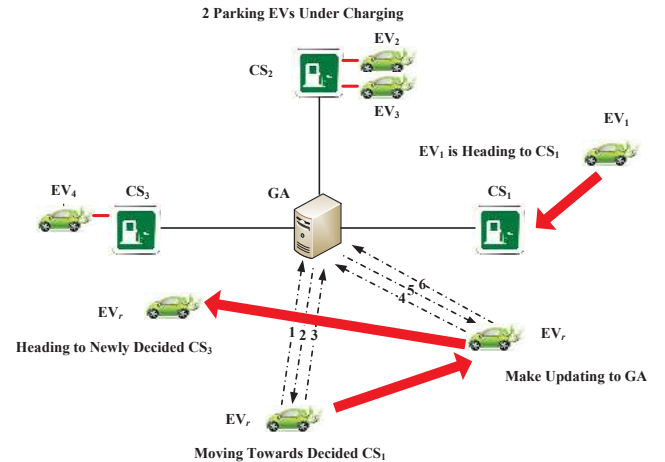 2 Parking EVs Under Charging
EV₂
CS₂
EV₃
EV₁
EV₁ is Heading to CS₁
EV₄
CS₃
GA
CS₁
6
5
4
EVᵣ
1
2
3
EVᵣ
Heading to Newly Decided CS₃
Make Updating to GA
EVᵣ
Moving Towards Decided CS₁